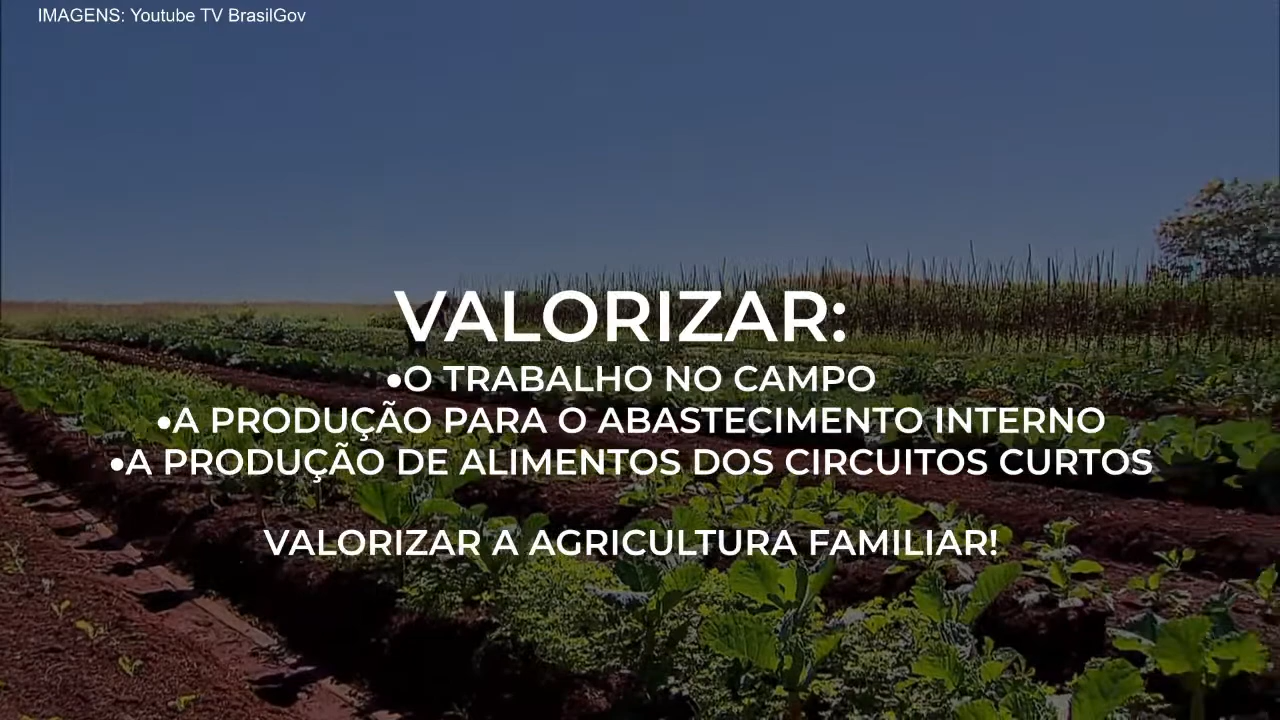 IMAGENS: Youtube TV BrasilGov
VALORIZAR:
•O TRABALHO NO CAMPO
•A PRODUÇÃO PARA O ABASTECIMENTO INTERNO
•A PRODUÇÃO DE ALIMENTOS DOS CIRCUITOS CURTOS
VALORIZAR A AGRICULTURA FAMILIAR!